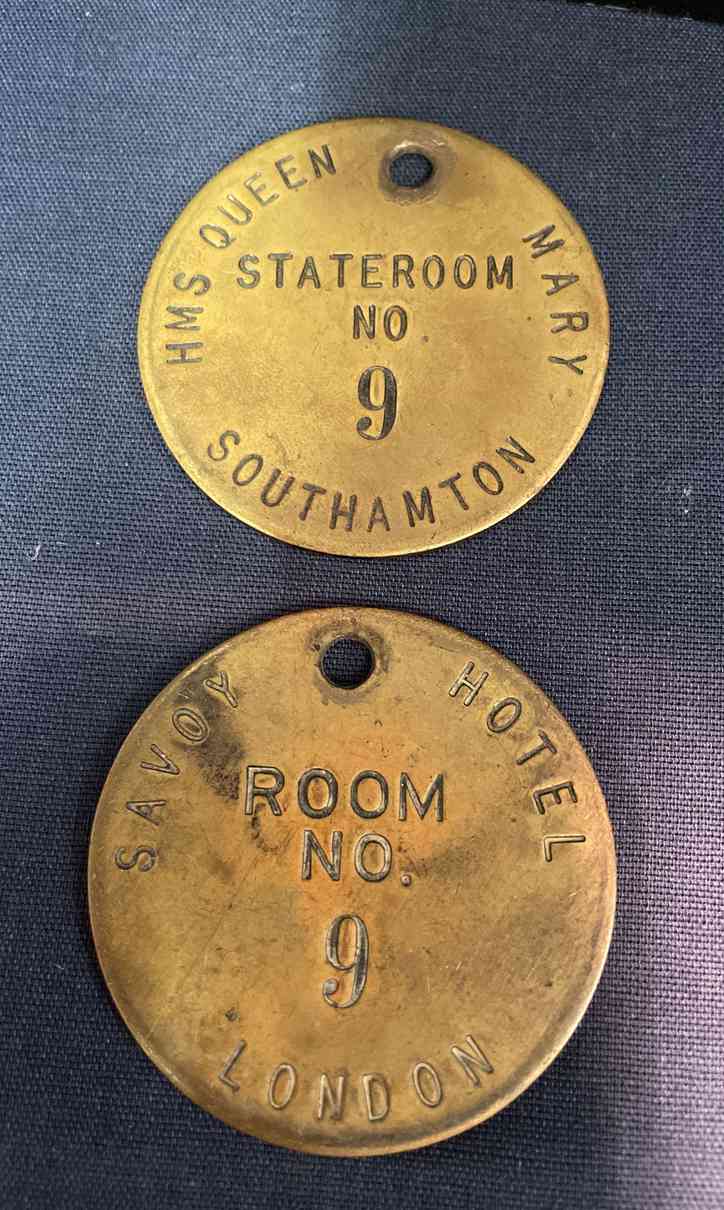 HMS QUEEN MARY
STATEROOM
NO.
9
SOUTHAMTON
SAVOY HOTEL
ROOM
NO.
9
LONDON